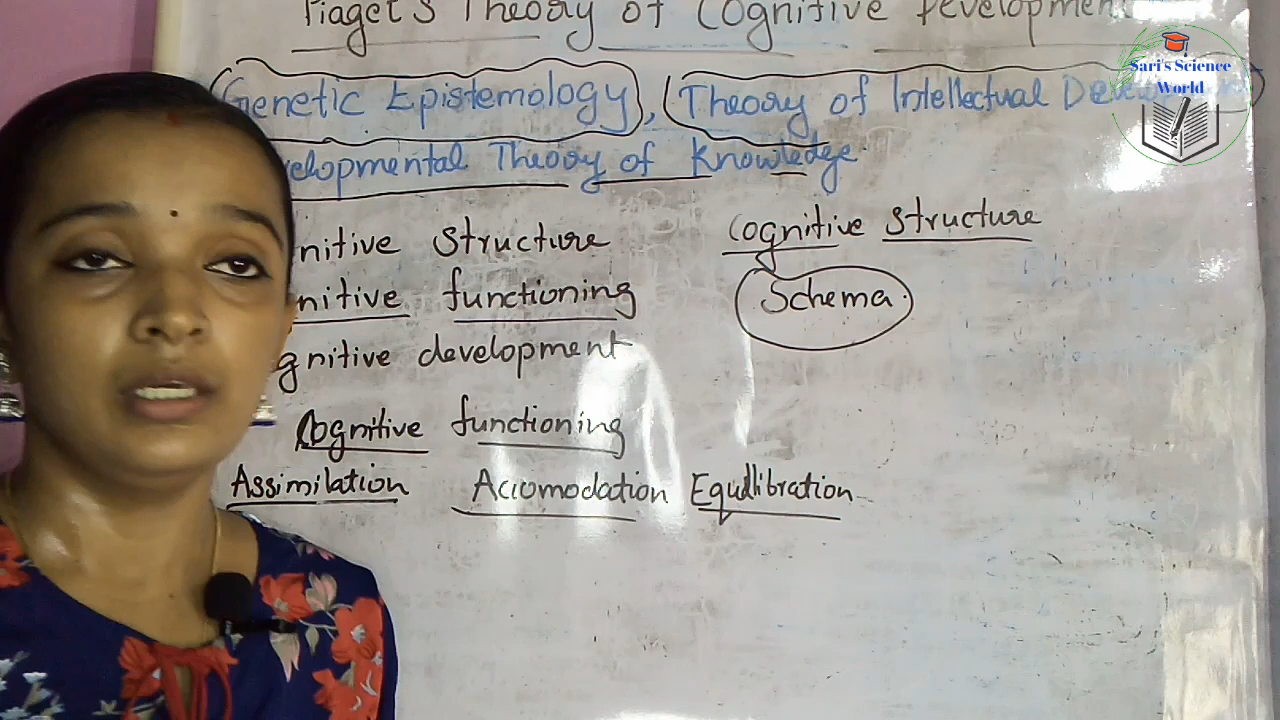 Piaget's Theory of Cognitive Development
Genetic Epistemology, Theory of Intellectual
elopmental Theory of Knowledge
nitive structure
nitive functioning
gnitive development
Cognitive structure
Schema.
Cognitive functioning
Assimilation Accomodation Equilibration
Sari's Science
World